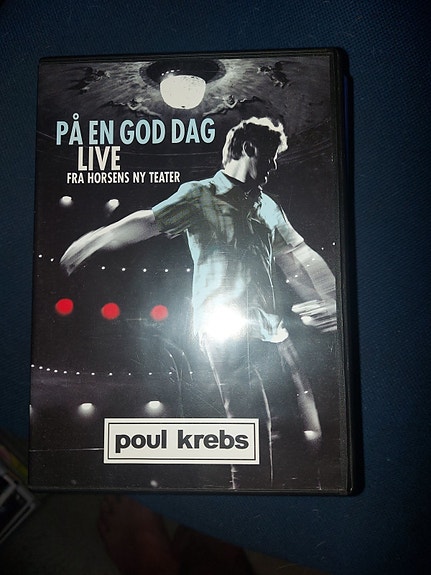 PÅ EN GOD DAG
LIVE
FRA HORSENS NY TEATER
poul krebs